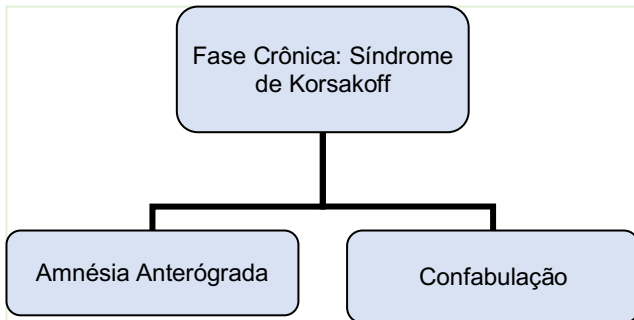 Fase Crônica: Síndrome
de Korsakoff
Amnésia Anterógrada
Confabulação